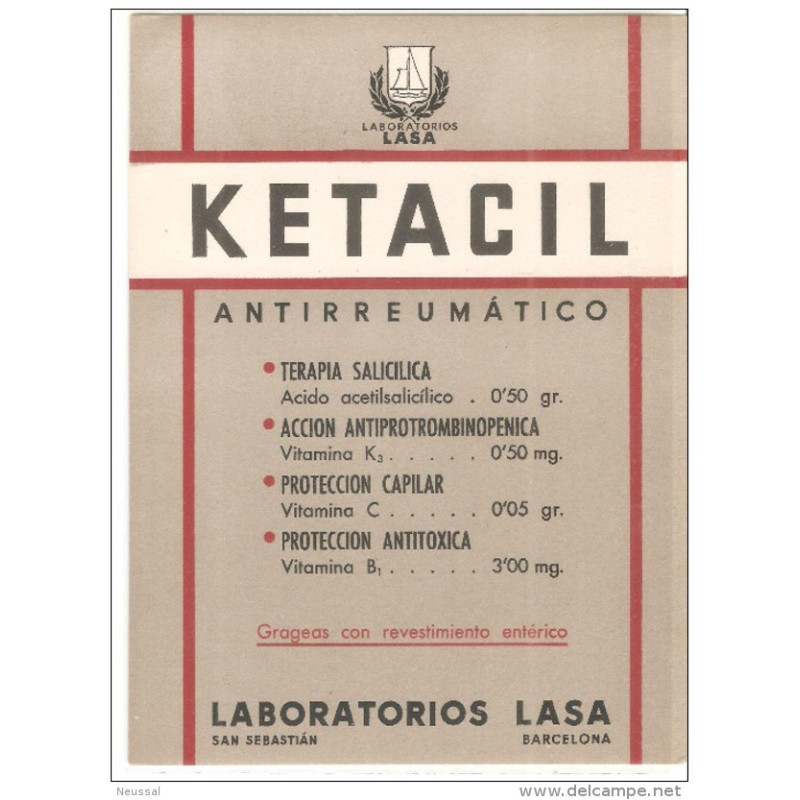 LABORATORIOS
LASA
KETACIL
ANTIRREUMÁTICO
• TERAPIA SALICILICA
Acido acetilsalicílico . 0'50 gr.
• ACCION ANTIPROTROMBINOPENICA
Vitamina K₃ . . . . . 0'50 mg.
• PROTECCION CAPILAR
Vitamina C . . . . . 0'05 gr.
• PROTECCION ANTITOXICA
Vitamina B₁ . . . . . 3'00 mg.
Grageas con revestimiento entérico
LABORATORIOS LASA
SAN SEBASTIÁN BARCELONA
Neussal
delcampe.net